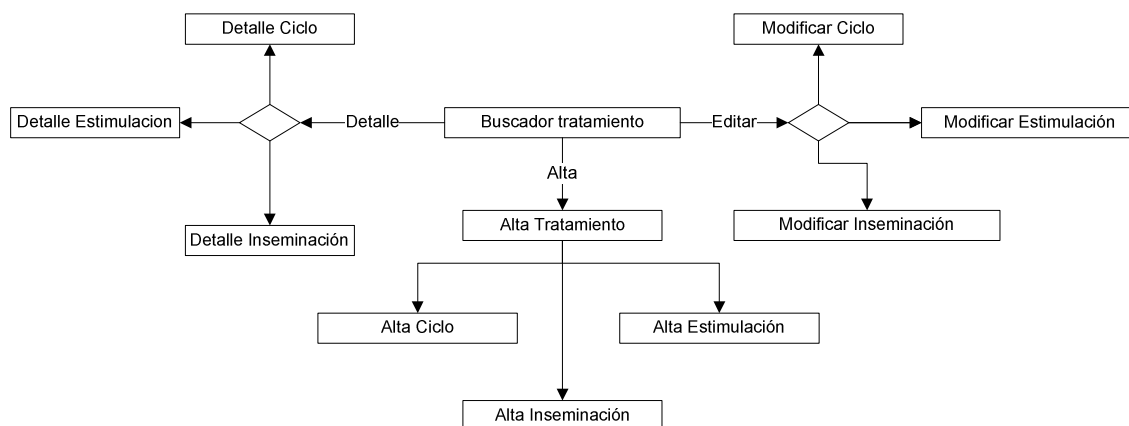 Detalle Ciclo
Modificar Ciclo
Detalle Estimulacion
Detalle
Buscador tratamiento
Editar
Modificar Estimulación
Alta
Detalle Inseminación
Alta Tratamiento
Modificar Inseminación
Alta Ciclo
Alta Estimulación
Alta Inseminación